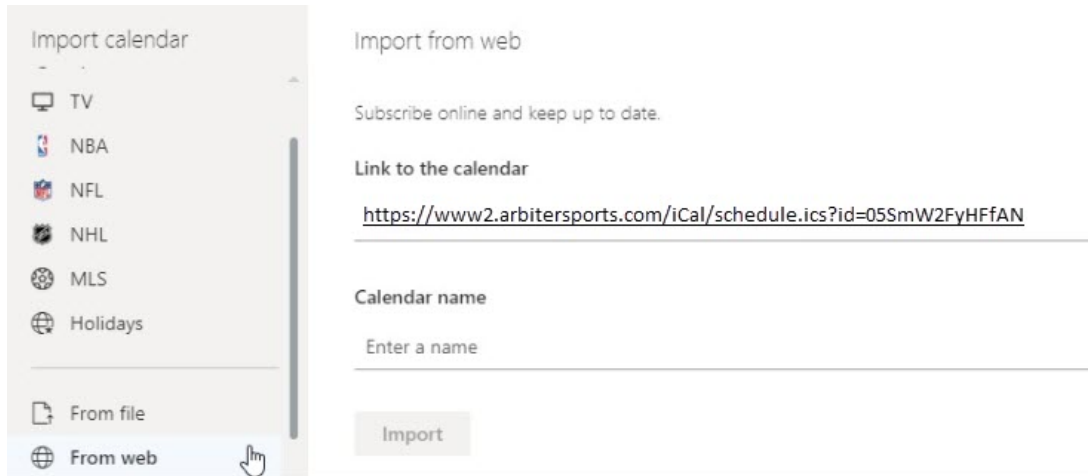 Import calendar
TV
NBA
NFL
NHL
MLS
Holidays
From file
From web
Import from web
Subscribe online and keep up to date.
Link to the calendar
https://www2.arbitersports.com/iCal/schedule.ics?id=05SmW2FyHFfAN
Calendar name
Enter a name
Import